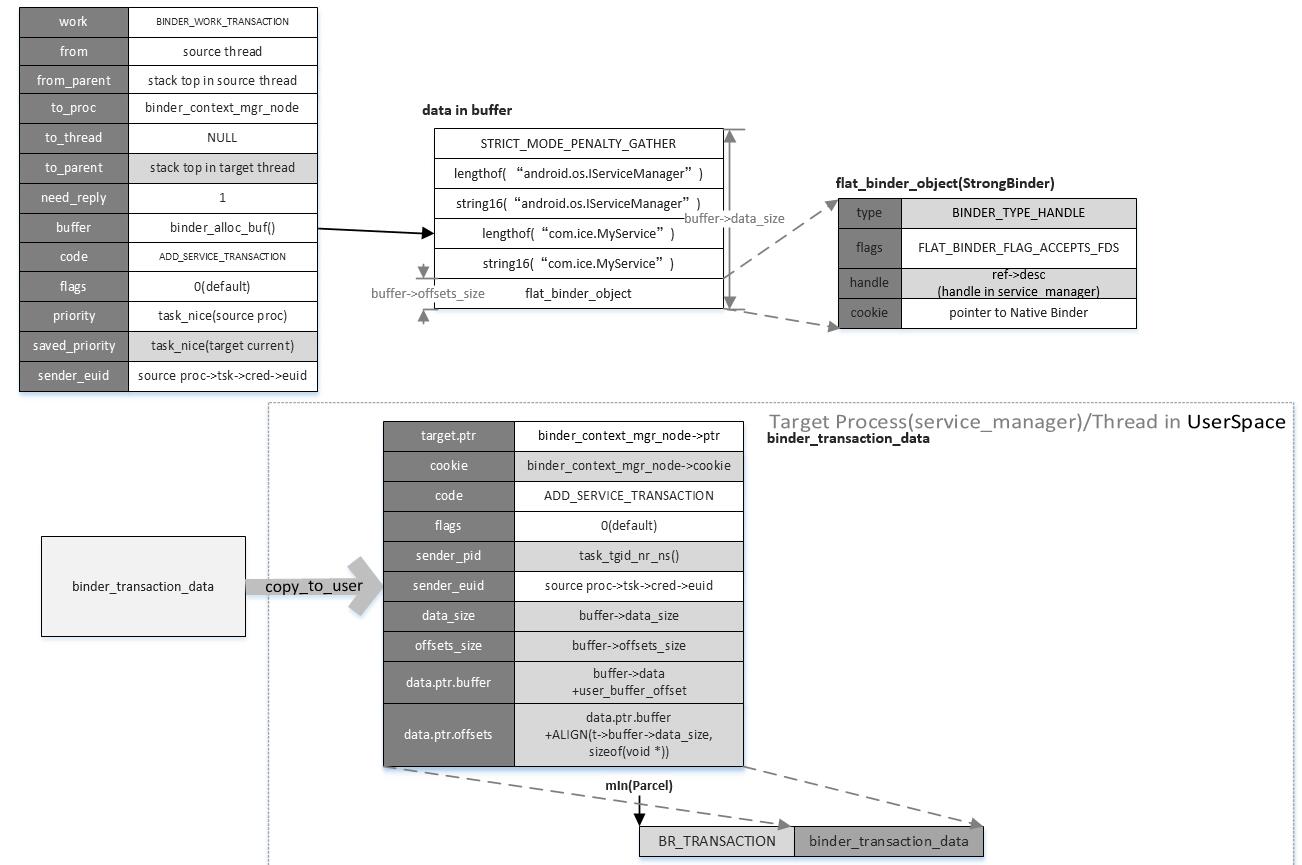 work BINDER_WORK_TRANSACTION
from source thread
from_parent stack top in source thread
to_proc binder_context_mgr_node
to_thread NULL
to_parent stack top in target thread
need_reply 1
buffer binder_alloc_buf()
code ADD_SERVICE_TRANSACTION
flags 0(default)
priority task_nice(source proc)
saved_priority task_nice(target current)
sender_euid source proc->tsk->cred->euid
data in buffer
STRICT_MODE_PENALTY_GATHER
lengthof( “android.os.IServiceManager” )
string16( “android.os.IServiceManager” )
lengthof( “com.ice.MyService” )
string16( “com.ice.MyService” )
flat_binder_object
buffer->data_size
buffer->offsets_size
flat_binder_object(StrongBinder)
type BINDER_TYPE_HANDLE
flags FLAT_BINDER_FLAG_ACCEPTS_FDS
handle ref->desc
(handle in service_manager)
cookie pointer to Native Binder
Target Process(service_manager)/Thread in UserSpace
binder_transaction_data
binder_transaction_data
copy_to_user
target.ptr binder_context_mgr_node->ptr
cookie binder_context_mgr_node->cookie
code ADD_SERVICE_TRANSACTION
flags 0(default)
sender_pid task_tgid_nr_ns()
sender_euid source proc->tsk->cred->euid
data_size buffer->data_size
offsets_size buffer->offsets_size
data.ptr.buffer buffer->data
+user_buffer_offset
data.ptr.offsets data.ptr.buffer
+ALIGN(t->buffer->data_size,
sizeof(void *))
mIn(Parcel)
BR_TRANSACTION binder_transaction_data